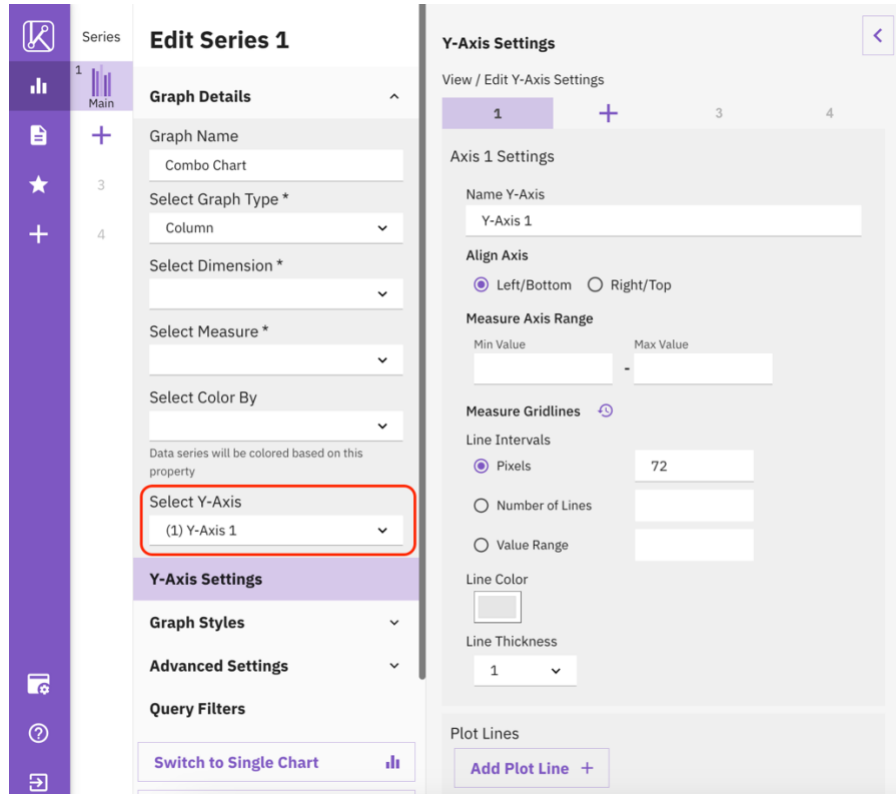 Series
1
Main
3
4
Edit Series 1
Graph Details
Graph Name
Combo Chart
Select Graph Type *
Column
Select Dimension *
Select Measure *
Select Color By
Data series will be colored based on this
property
Select Y-Axis
(1) Y-Axis 1
Y-Axis Settings
Graph Styles
Advanced Settings
Query Filters
Switch to Single Chart
Y-Axis Settings
View / Edit Y-Axis Settings
1 + 3 4
Axis 1 Settings
Name Y-Axis
Y-Axis 1
Align Axis
Left/Bottom Right/Top
Measure Axis Range
Min Value Max Value
-
Measure Gridlines
Line Intervals
Pixels 72
Number of Lines
Value Range
Line Color
Line Thickness
1
Plot Lines
Add Plot Line +